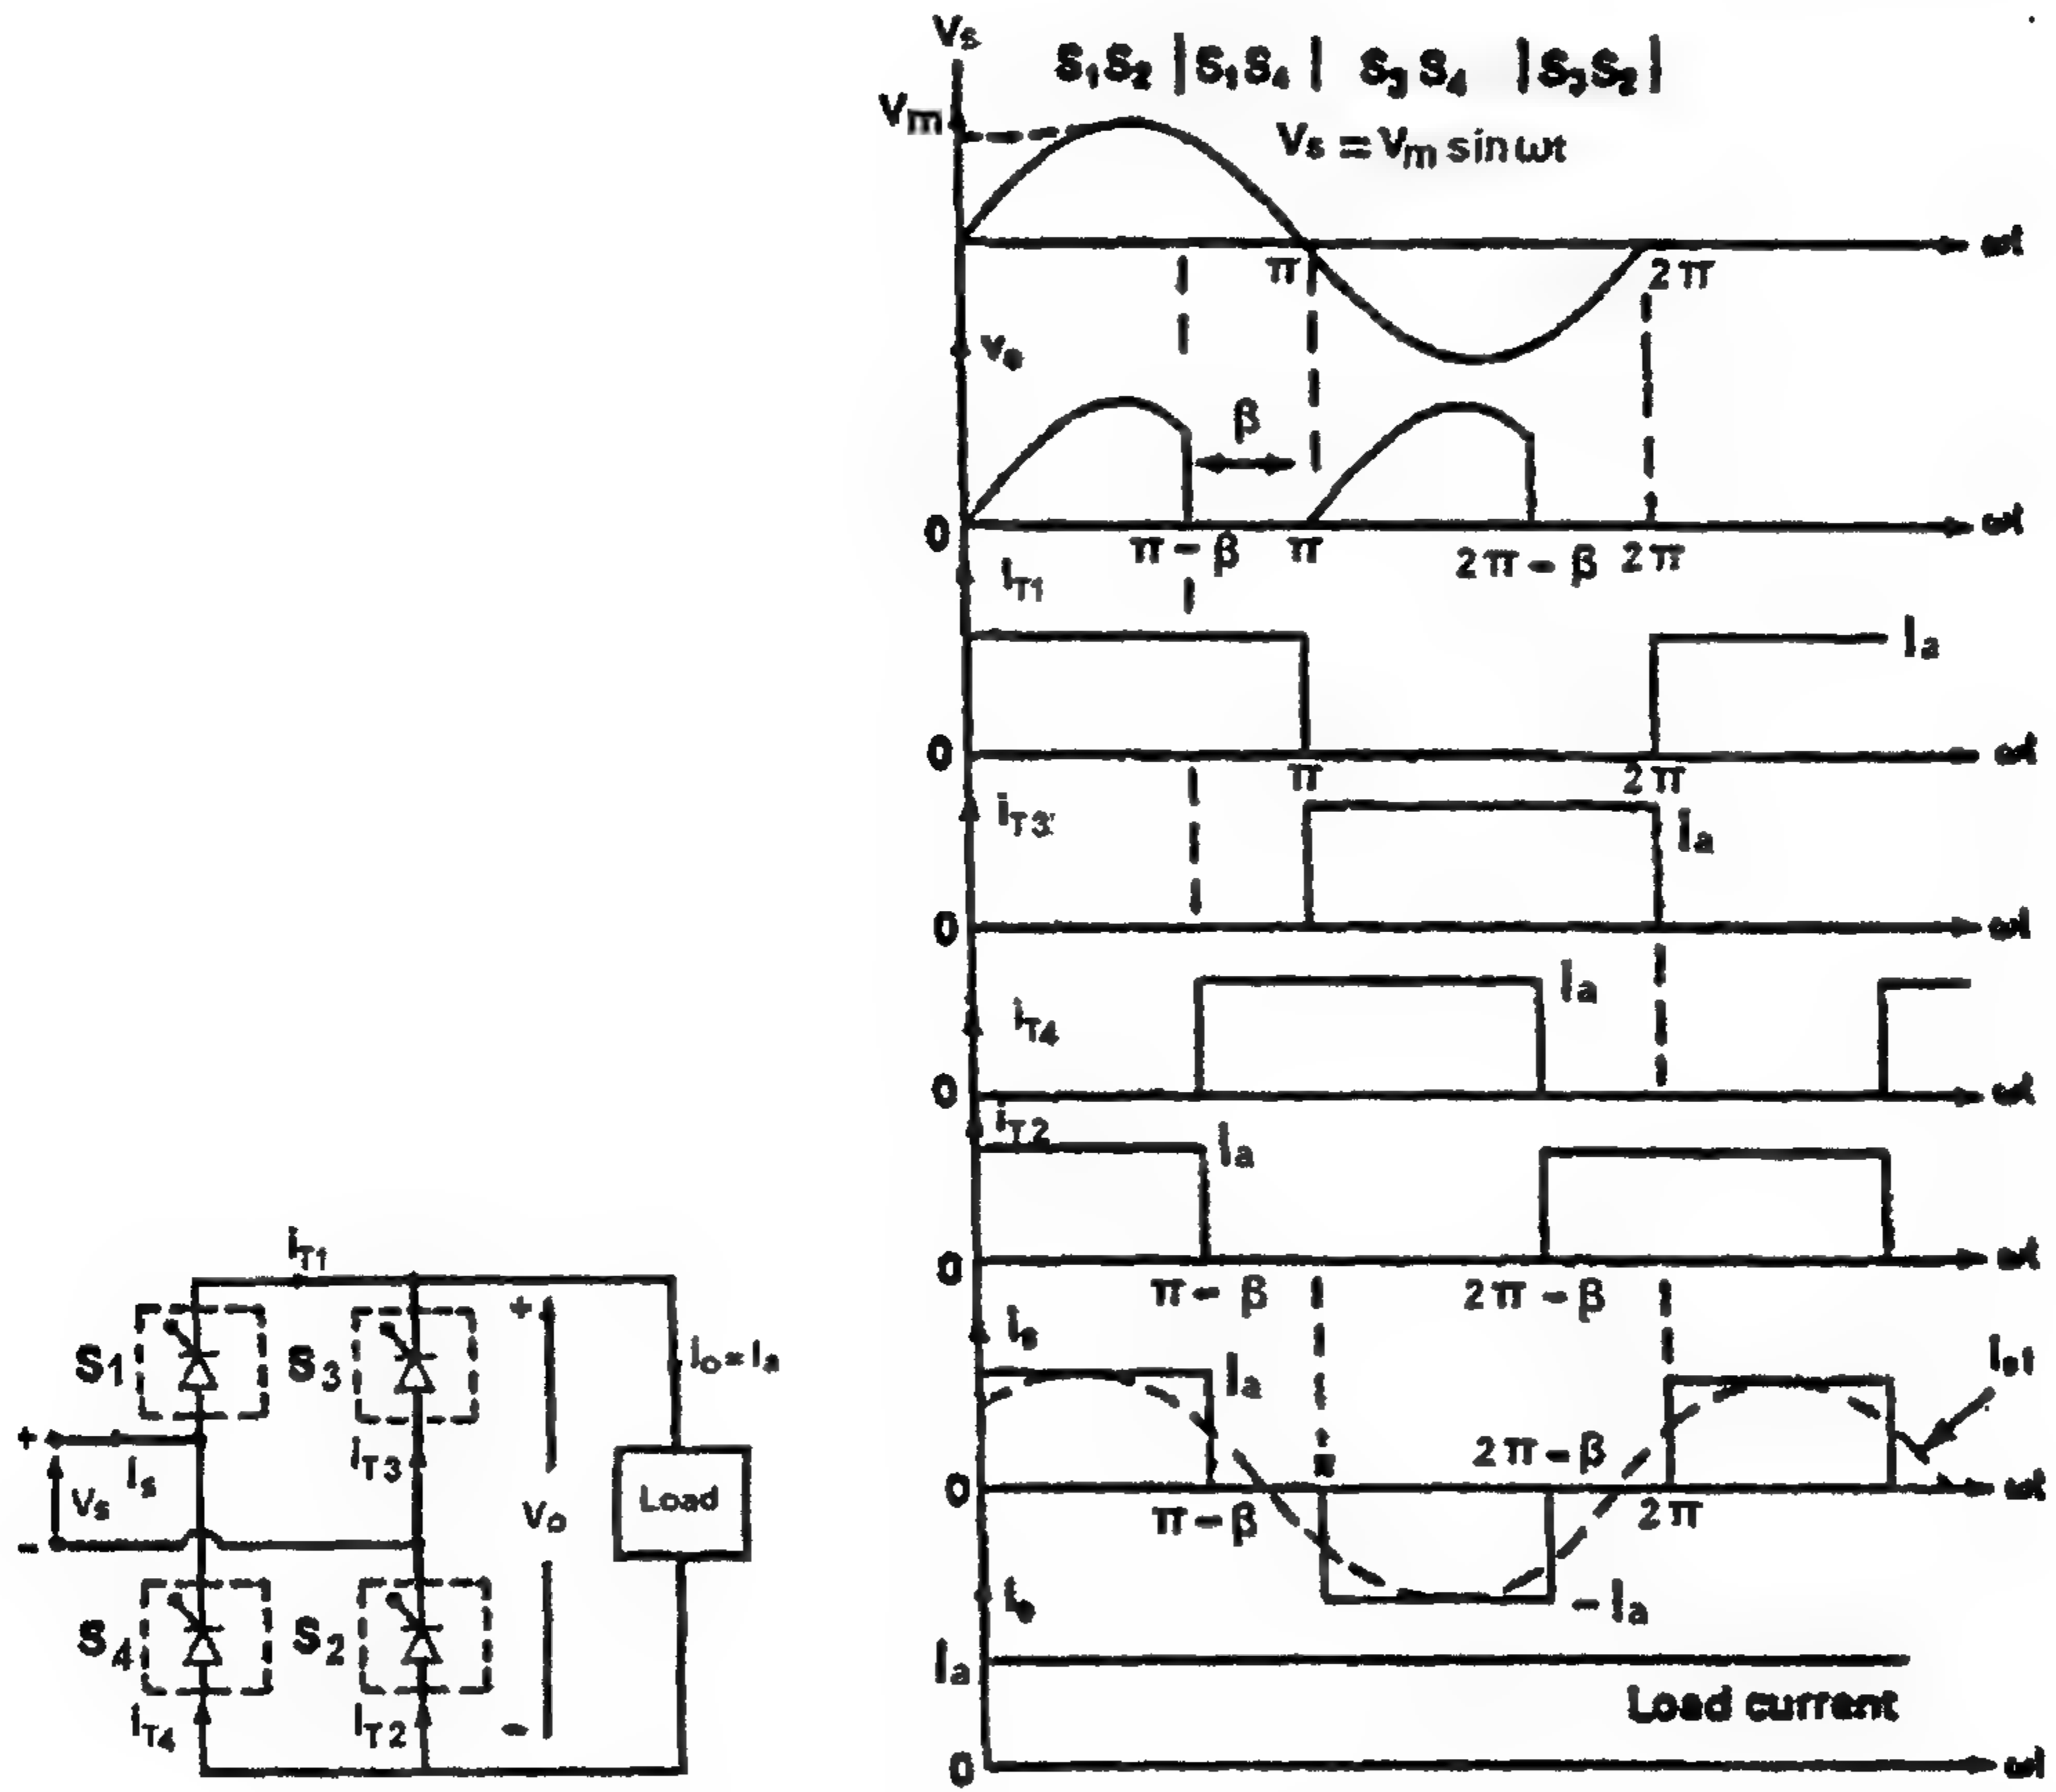 Vs
S₁S₂ | S₁S₄ | S₃S₄ | S₃S₂ |
Vm
Vs = Vm sin ωt
π
2π
ωt
vo
β
0
π - β
π
2π - β
2π
ωt
iT1
Ia
0
π
2π
ωt
iT3
Ia
0
ωt
iT4
Ia
0
ωt
iT2
Ia
0
π - β
2π - β
ωt
Ia
is1
2π - β
0
π - β
2π
ωt
-Ia
Ia
Load current
0
ωt
iT1
S1
S3
+
io = Ia
+
is
iT3
Vs
Vo
Load
-
S4
S2
iT4
iT2
-